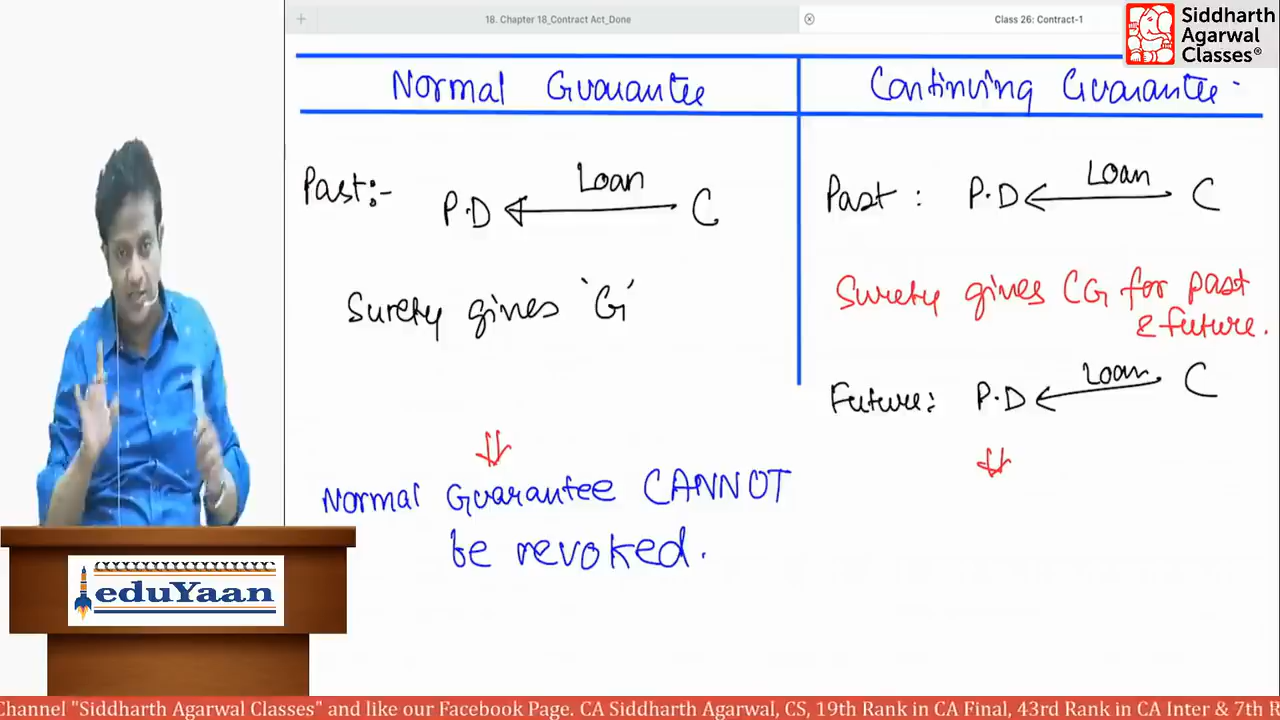 18. Chapter 18_Contract Act_Done
Class 26: Contract-1
Siddharth
Agarwal
Classes®
Normal Guarantee
Continuing Guarantee
Past:-
P.D
Loan
C
Surety gives 'G'
Normal Guarantee CANNOT
be revoked.
Past :
P.D
Loan
C
Surety gives CG for past
& future.
Future:
P.D
Loan
C
eduYaan
Channel "Siddharth Agarwal Classes" and like our Facebook Page. CA Siddharth Agarwal, CS, 19th Rank in CA Final, 43rd Rank in CA Inter & 7th